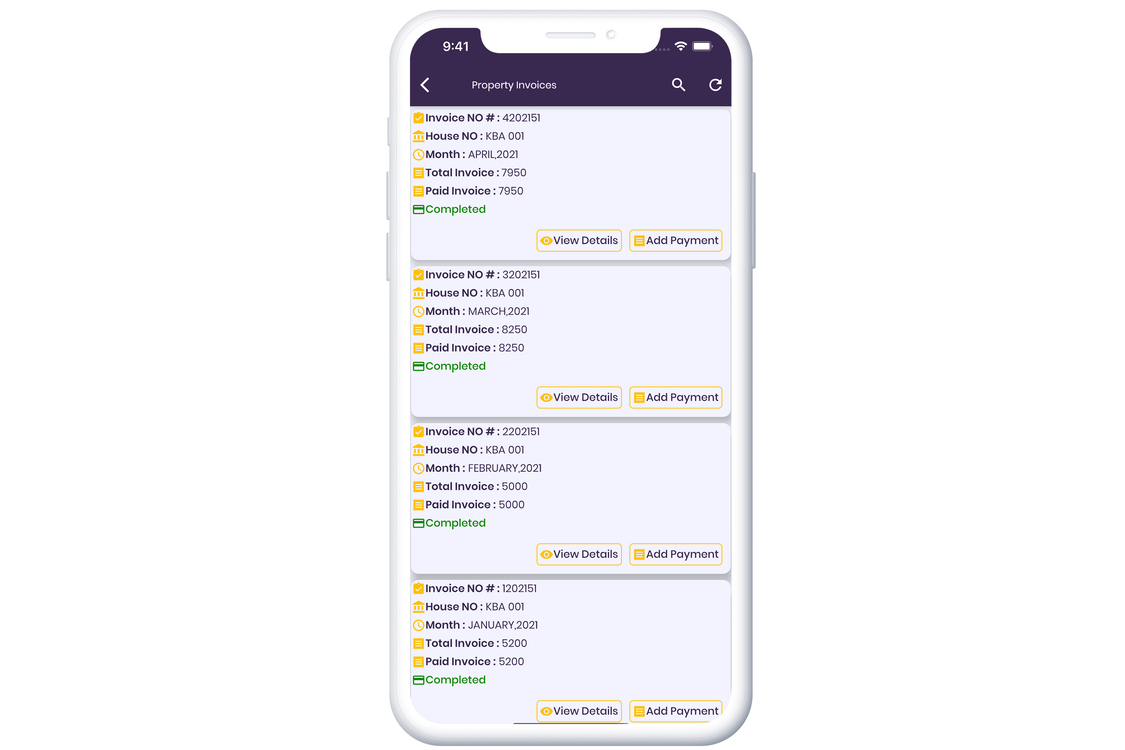 9:41
Property Invoices
Invoice NO # : 4202151
House NO : KBA 001
Month : APRIL,2021
Total Invoice : 7950
Paid Invoice : 7950
Completed
View Details Add Payment
Invoice NO # : 3202151
House NO : KBA 001
Month : MARCH,2021
Total Invoice : 8250
Paid Invoice : 8250
Completed
View Details Add Payment
Invoice NO # : 2202151
House NO : KBA 001
Month : FEBRUARY,2021
Total Invoice : 5000
Paid Invoice : 5000
Completed
View Details Add Payment
Invoice NO # : 1202151
House NO : KBA 001
Month : JANUARY,2021
Total Invoice : 5200
Paid Invoice : 5200
Completed
View Details Add Payment